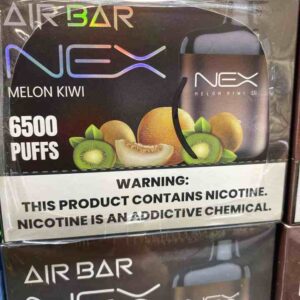 AIR BAR
NEX
MELON KIWI
6500
PUFFS
NEX
MELON KIWI
WARNING:
THIS PRODUCT CONTAINS NICOTINE.
NICOTINE IS AN ADDICTIVE CHEMICAL.
AIR BAR
NEX